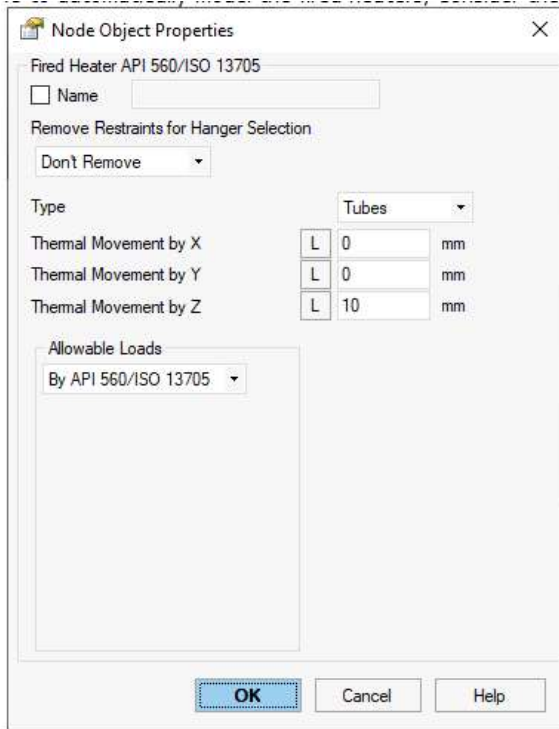 Node Object Properties
Fired Heater API 560/ISO 13705
Name
Remove Restraints for Hanger Selection
Don't Remove
Type Tubes
Thermal Movement by X L 0 mm
Thermal Movement by Y L 0 mm
Thermal Movement by Z L 10 mm
Allowable Loads
By API 560/ISO 13705
OK Cancel Help